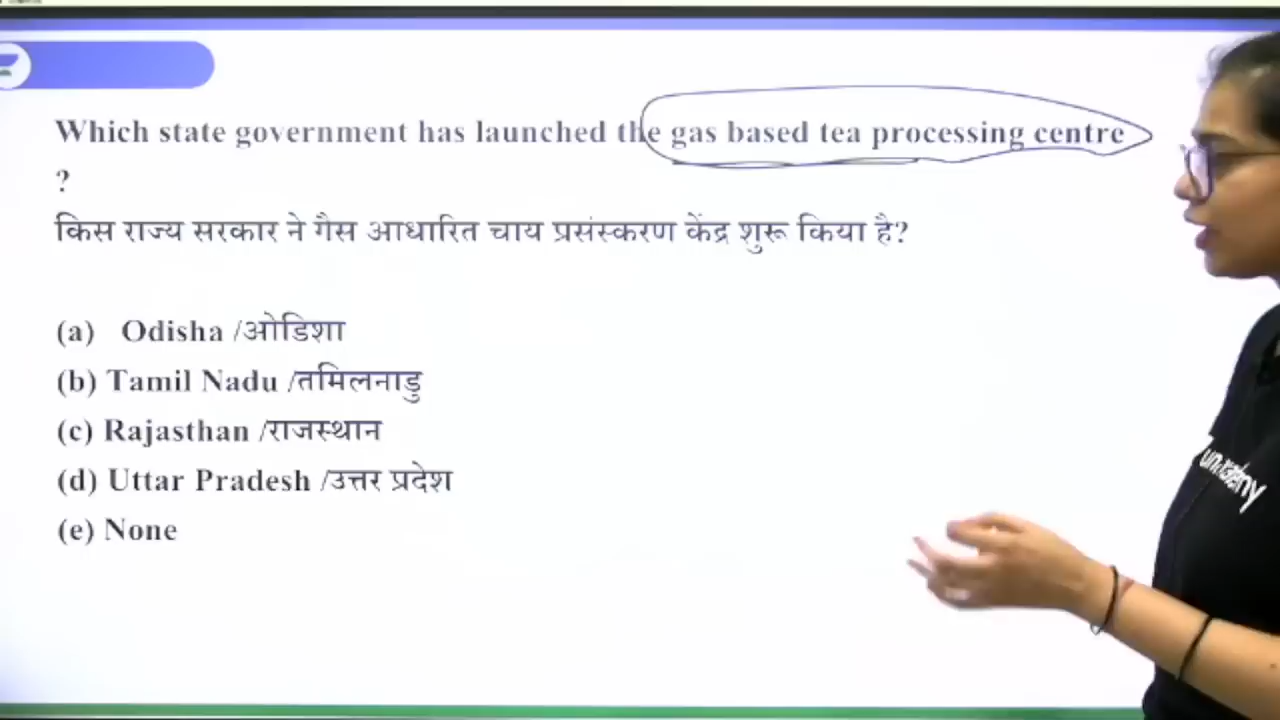 Which state government has launched the gas based tea processing centre
?
किस राज्य सरकार ने गैस आधारित चाय प्रसंस्करण केंद्र शुरू किया है?
(a) Odisha /ओडिशा
(b) Tamil Nadu /तमिलनाडु
(c) Rajasthan /राजस्थान
(d) Uttar Pradesh /उत्तर प्रदेश
(e) None
unacademy